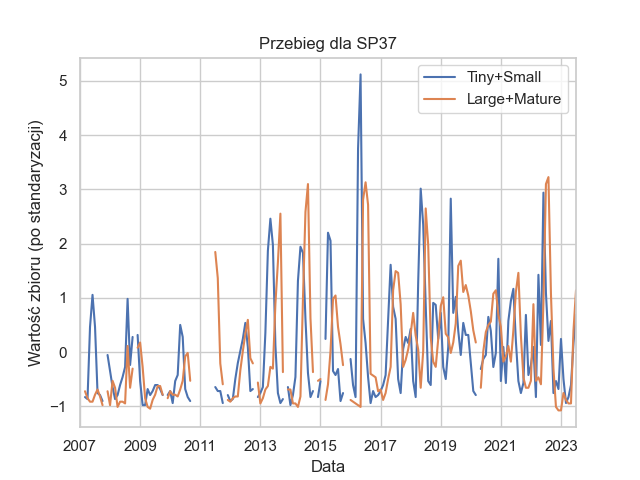 Przebieg dla SP37
Tiny+Small
Large+Mature
Wartość zbioru (po standaryzacji)
5
4
3
2
1
0
−1
2007 2009 2011 2013 2015 2017 2019 2021 2023
Data